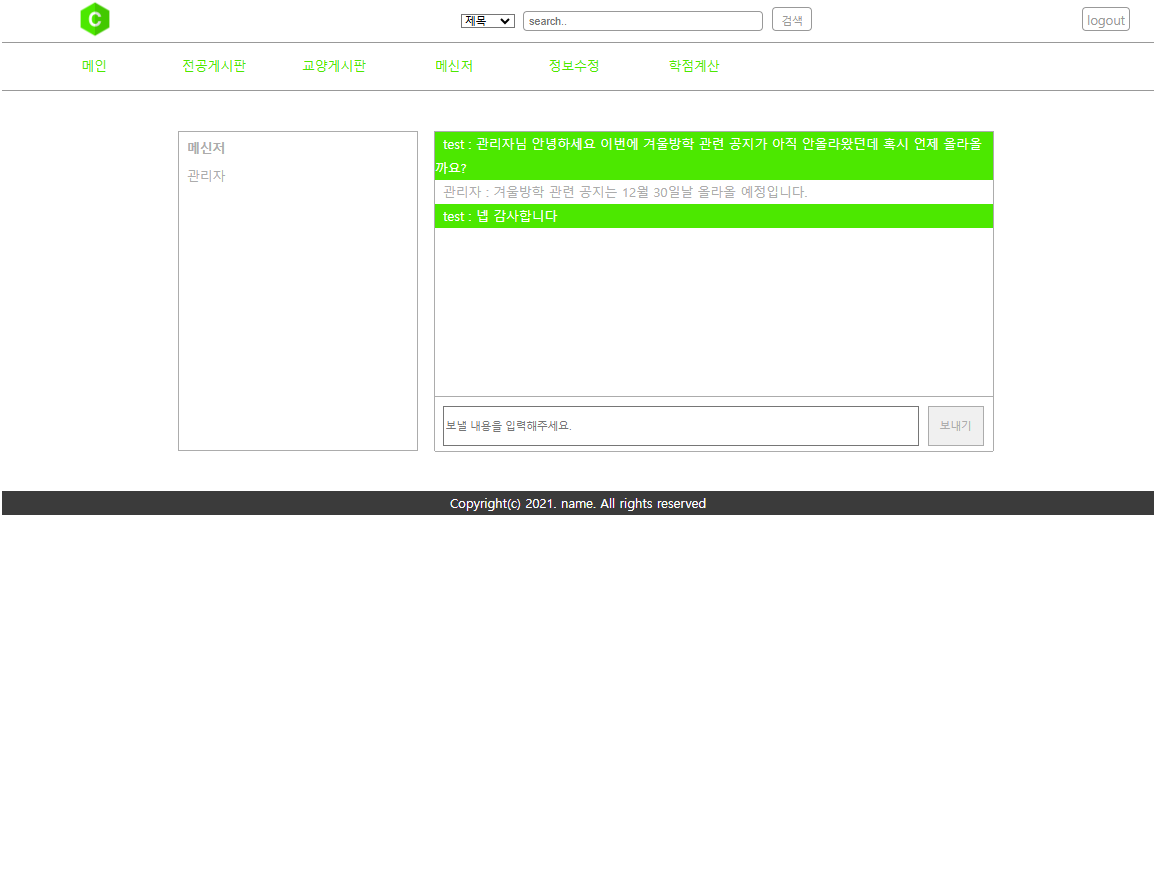 C 제목 search.. 검색 logout
메인 전공게시판 교양게시판 메신저 정보수정 학점계산
메신저
관리자
test : 관리자님 안녕하세요 이번에 겨울방학 관련 공지가 아직 안올라왔던데 혹시 언제 올라올
까요?
관리자 : 겨울방학 관련 공지는 12월 30일날 올라올 예정입니다.
test : 넵 감사합니다
보낼 내용을 입력해주세요. 보내기
Copyright(c) 2021. name. All rights reserved